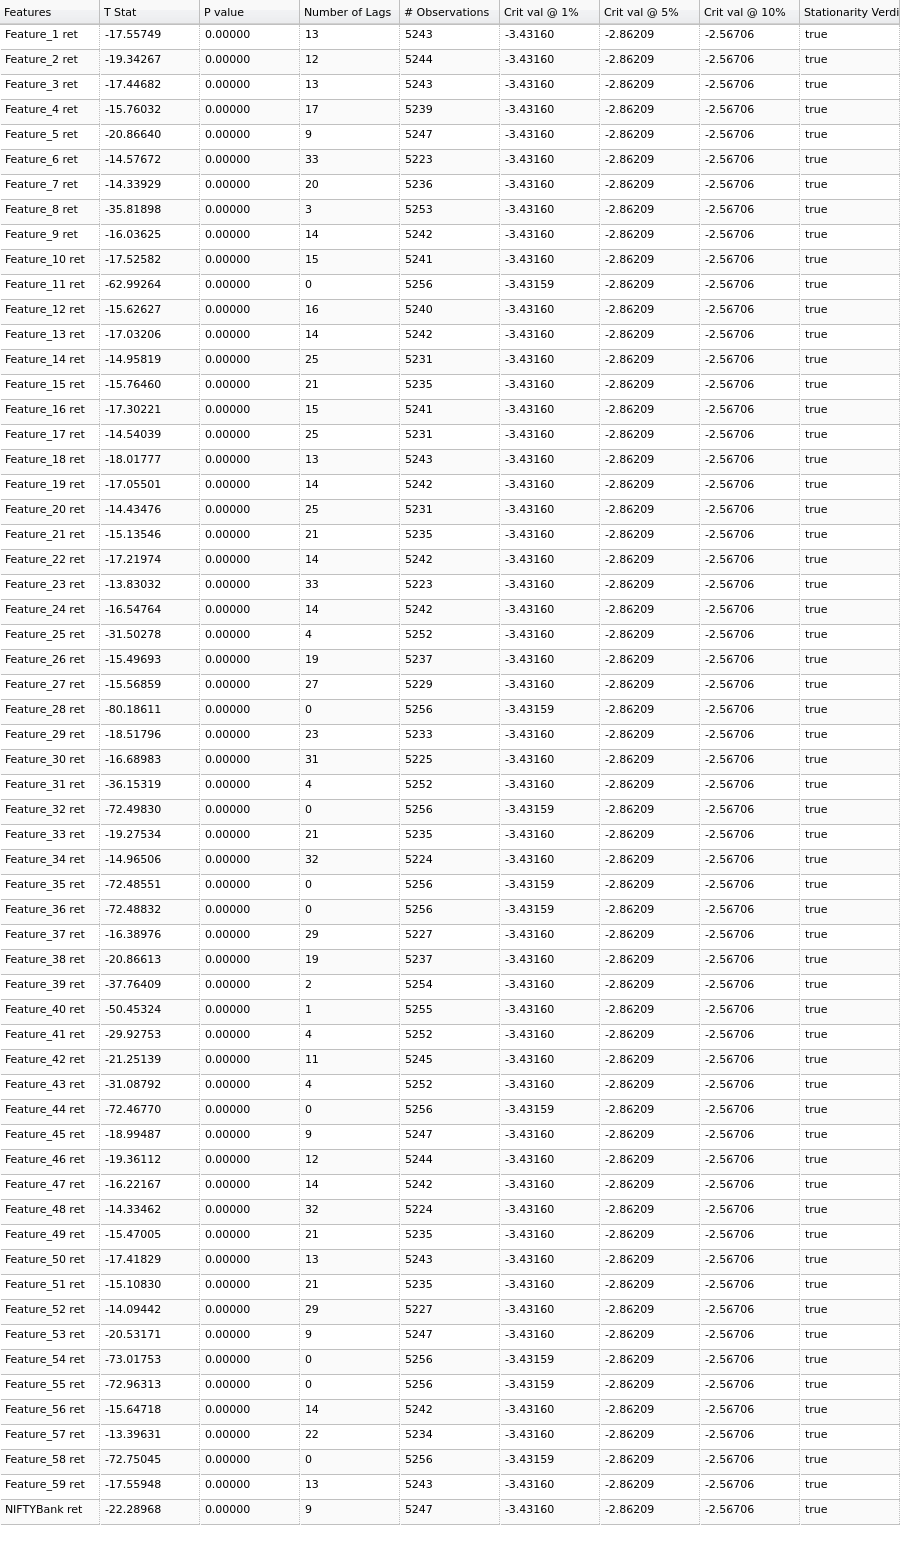 Features T Stat P value Number of Lags # Observations Crit val @ 1% Crit val @ 5% Crit val @ 10% Stationarity Verdi
Feature_1 ret -17.55749 0.00000 13 5243 -3.43160 -2.86209 -2.56706 true
Feature_2 ret -19.34267 0.00000 12 5244 -3.43160 -2.86209 -2.56706 true
Feature_3 ret -17.44682 0.00000 13 5243 -3.43160 -2.86209 -2.56706 true
Feature_4 ret -15.76032 0.00000 17 5239 -3.43160 -2.86209 -2.56706 true
Feature_5 ret -20.86640 0.00000 9 5247 -3.43160 -2.86209 -2.56706 true
Feature_6 ret -14.57672 0.00000 33 5223 -3.43160 -2.86209 -2.56706 true
Feature_7 ret -14.33929 0.00000 20 5236 -3.43160 -2.86209 -2.56706 true
Feature_8 ret -35.81898 0.00000 3 5253 -3.43160 -2.86209 -2.56706 true
Feature_9 ret -16.03625 0.00000 14 5242 -3.43160 -2.86209 -2.56706 true
Feature_10 ret -17.52582 0.00000 15 5241 -3.43160 -2.86209 -2.56706 true
Feature_11 ret -62.99264 0.00000 0 5256 -3.43159 -2.86209 -2.56706 true
Feature_12 ret -15.62627 0.00000 16 5240 -3.43160 -2.86209 -2.56706 true
Feature_13 ret -17.03206 0.00000 14 5242 -3.43160 -2.86209 -2.56706 true
Feature_14 ret -14.95819 0.00000 25 5231 -3.43160 -2.86209 -2.56706 true
Feature_15 ret -15.76460 0.00000 21 5235 -3.43160 -2.86209 -2.56706 true
Feature_16 ret -17.30221 0.00000 15 5241 -3.43160 -2.86209 -2.56706 true
Feature_17 ret -14.54039 0.00000 25 5231 -3.43160 -2.86209 -2.56706 true
Feature_18 ret -18.01777 0.00000 13 5243 -3.43160 -2.86209 -2.56706 true
Feature_19 ret -17.05501 0.00000 14 5242 -3.43160 -2.86209 -2.56706 true
Feature_20 ret -14.43476 0.00000 25 5231 -3.43160 -2.86209 -2.56706 true
Feature_21 ret -15.13546 0.00000 21 5235 -3.43160 -2.86209 -2.56706 true
Feature_22 ret -17.21974 0.00000 14 5242 -3.43160 -2.86209 -2.56706 true
Feature_23 ret -13.83032 0.00000 33 5223 -3.43160 -2.86209 -2.56706 true
Feature_24 ret -16.54764 0.00000 14 5242 -3.43160 -2.86209 -2.56706 true
Feature_25 ret -31.50278 0.00000 4 5252 -3.43160 -2.86209 -2.56706 true
Feature_26 ret -15.49693 0.00000 19 5237 -3.43160 -2.86209 -2.56706 true
Feature_27 ret -15.56859 0.00000 27 5229 -3.43160 -2.86209 -2.56706 true
Feature_28 ret -80.18611 0.00000 0 5256 -3.43159 -2.86209 -2.56706 true
Feature_29 ret -18.51796 0.00000 23 5233 -3.43160 -2.86209 -2.56706 true
Feature_30 ret -16.68983 0.00000 31 5225 -3.43160 -2.86209 -2.56706 true
Feature_31 ret -36.15319 0.00000 4 5252 -3.43160 -2.86209 -2.56706 true
Feature_32 ret -72.49830 0.00000 0 5256 -3.43159 -2.86209 -2.56706 true
Feature_33 ret -19.27534 0.00000 21 5235 -3.43160 -2.86209 -2.56706 true
Feature_34 ret -14.96506 0.00000 32 5224 -3.43160 -2.86209 -2.56706 true
Feature_35 ret -72.48551 0.00000 0 5256 -3.43159 -2.86209 -2.56706 true
Feature_36 ret -72.48832 0.00000 0 5256 -3.43159 -2.86209 -2.56706 true
Feature_37 ret -16.38976 0.00000 29 5227 -3.43160 -2.86209 -2.56706 true
Feature_38 ret -20.86613 0.00000 19 5237 -3.43160 -2.86209 -2.56706 true
Feature_39 ret -37.76409 0.00000 2 5254 -3.43160 -2.86209 -2.56706 true
Feature_40 ret -50.45324 0.00000 1 5255 -3.43160 -2.86209 -2.56706 true
Feature_41 ret -29.92753 0.00000 4 5252 -3.43160 -2.86209 -2.56706 true
Feature_42 ret -21.25139 0.00000 11 5245 -3.43160 -2.86209 -2.56706 true
Feature_43 ret -31.08792 0.00000 4 5252 -3.43160 -2.86209 -2.56706 true
Feature_44 ret -72.46770 0.00000 0 5256 -3.43159 -2.86209 -2.56706 true
Feature_45 ret -18.99487 0.00000 9 5247 -3.43160 -2.86209 -2.56706 true
Feature_46 ret -19.36112 0.00000 12 5244 -3.43160 -2.86209 -2.56706 true
Feature_47 ret -16.22167 0.00000 14 5242 -3.43160 -2.86209 -2.56706 true
Feature_48 ret -14.33462 0.00000 32 5224 -3.43160 -2.86209 -2.56706 true
Feature_49 ret -15.47005 0.00000 21 5235 -3.43160 -2.86209 -2.56706 true
Feature_50 ret -17.41829 0.00000 13 5243 -3.43160 -2.86209 -2.56706 true
Feature_51 ret -15.10830 0.00000 21 5235 -3.43160 -2.86209 -2.56706 true
Feature_52 ret -14.09442 0.00000 29 5227 -3.43160 -2.86209 -2.56706 true
Feature_53 ret -20.53171 0.00000 9 5247 -3.43160 -2.86209 -2.56706 true
Feature_54 ret -73.01753 0.00000 0 5256 -3.43159 -2.86209 -2.56706 true
Feature_55 ret -72.96313 0.00000 0 5256 -3.43159 -2.86209 -2.56706 true
Feature_56 ret -15.64718 0.00000 14 5242 -3.43160 -2.86209 -2.56706 true
Feature_57 ret -13.39631 0.00000 22 5234 -3.43160 -2.86209 -2.56706 true
Feature_58 ret -72.75045 0.00000 0 5256 -3.43159 -2.86209 -2.56706 true
Feature_59 ret -17.55948 0.00000 13 5243 -3.43160 -2.86209 -2.56706 true
NIFTYBank ret -22.28968 0.00000 9 5247 -3.43160 -2.86209 -2.56706 true